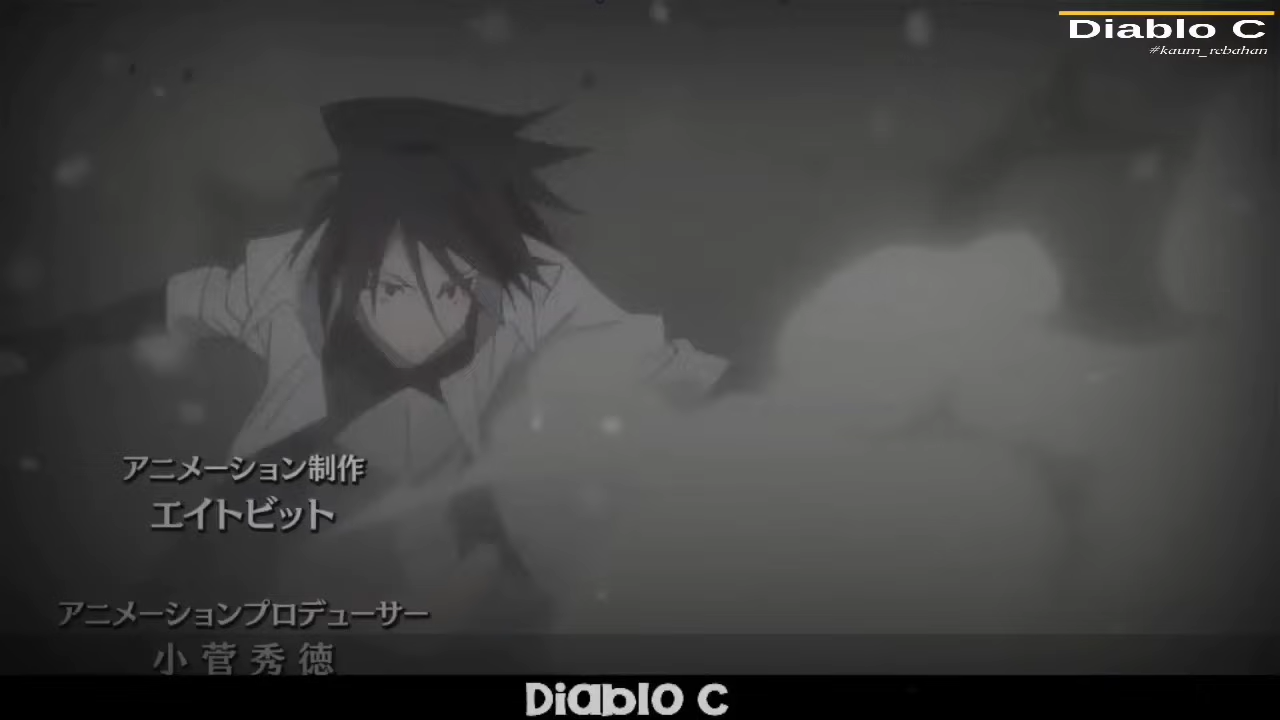 Diablo C
#kaum_rebahan
アニメーション制作
エイトビット
アニメーションプロデューサー
小菅秀徳
Diablo C